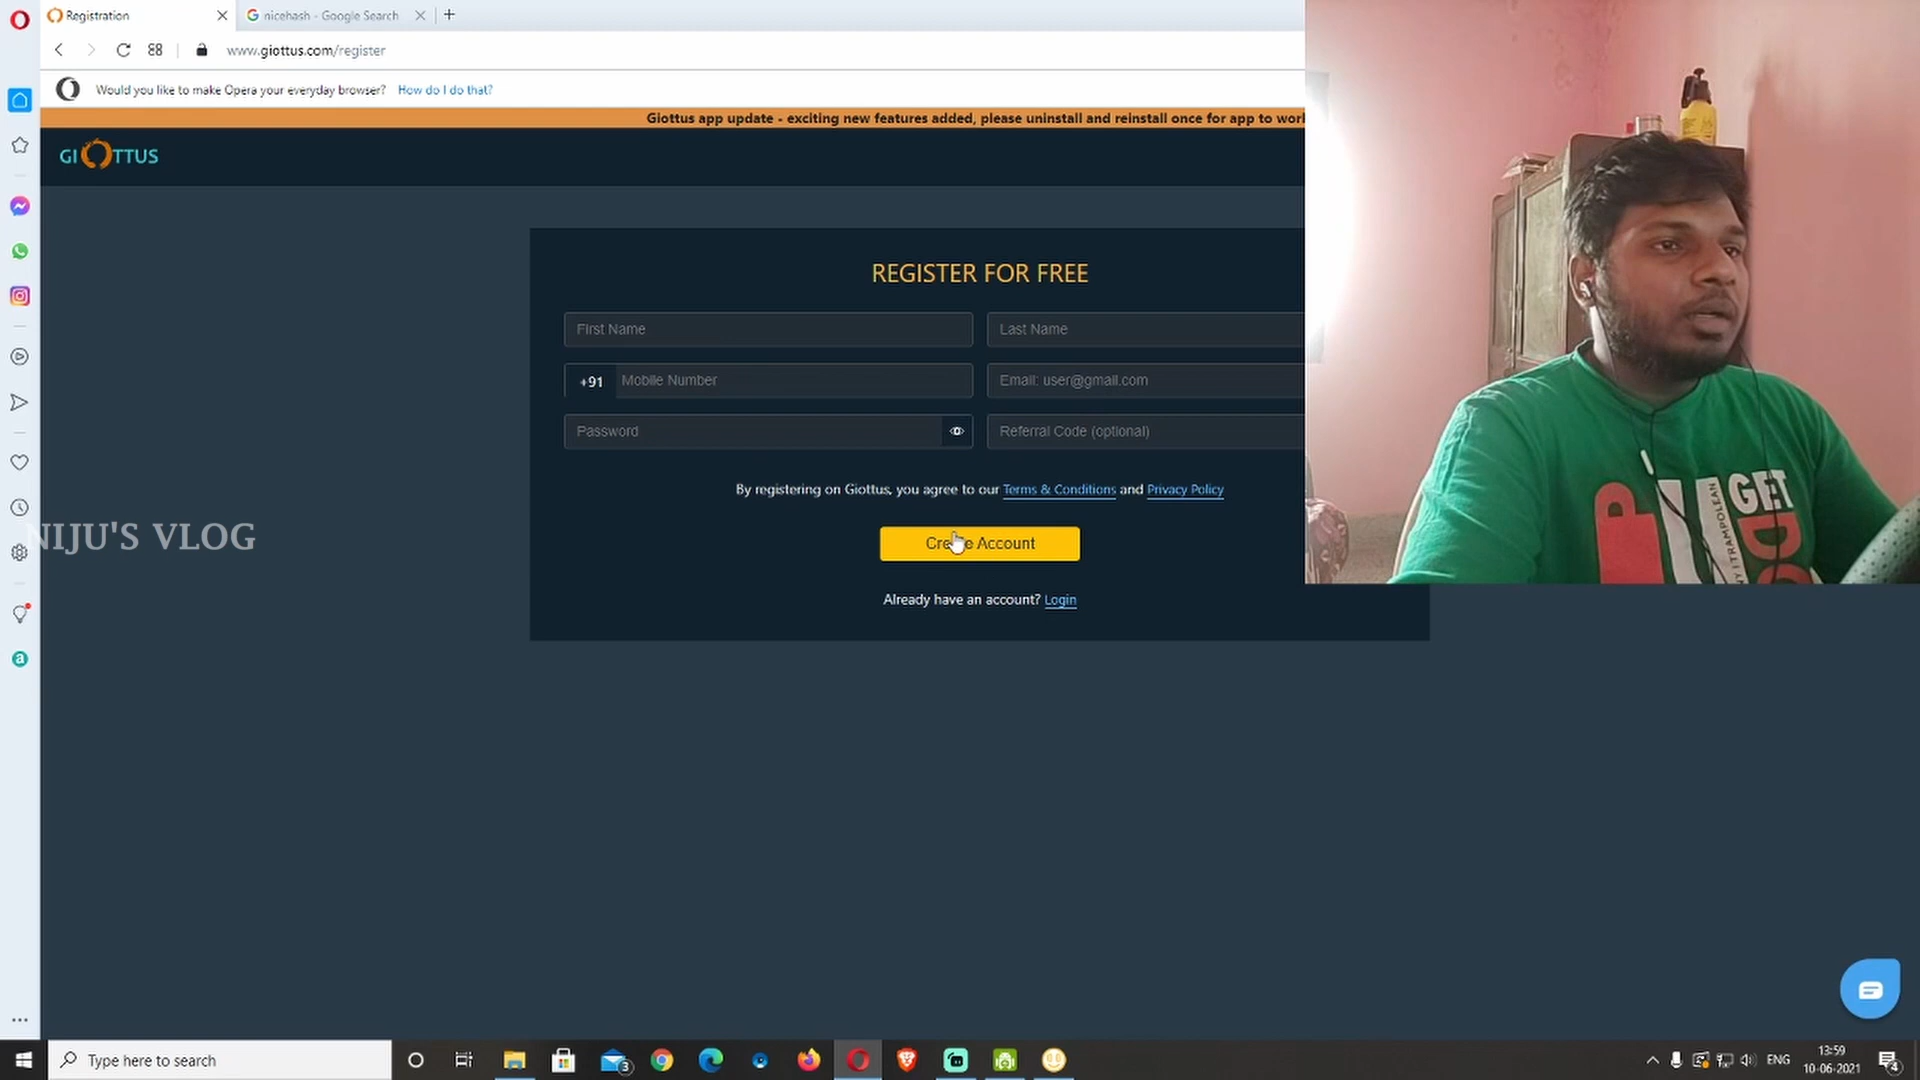 Registration
nicehash - Google Search
www.giottus.com/register
Would you like to make Opera your everyday browser? How do I do that?
Giottus app update - exciting new features added, please uninstall and reinstall once for app to work
GIOTTUS
REGISTER FOR FREE
First Name
Last Name
+91 Mobile Number
Email: user@gmail.com
Password
Referral Code (optional)
By registering on Giottus, you agree to our Terms & Conditions and Privacy Policy
Create Account
Already have an account? Login
NIJU'S VLOG
GET
Type here to search
3
ENG
13:59
10-06-2021
4